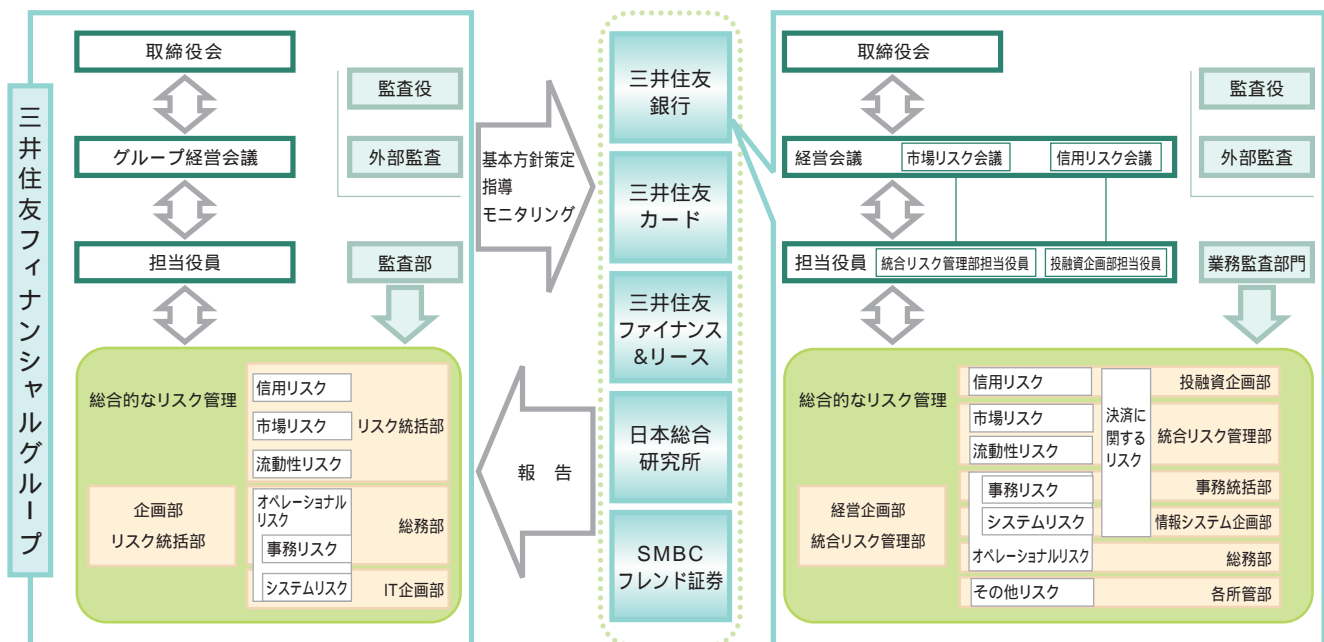 三井住友フィナンシャルグループ
取締役会
監査役
グループ経営会議
外部監査
担当役員
監査部
総合的なリスク管理
信用リスク
市場リスク
リスク統括部
流動性リスク
企画部
リスク統括部
オペレーショナル
リスク
総務部
事務リスク
システムリスク
IT企画部
基本方針策定
指導
モニタリング
報 告
三井住友
銀行
三井住友
カード
三井住友
ファイナンス
&リース
日本総合
研究所
SMBC
フレンド証券
取締役会
監査役
経営会議
市場リスク会議
信用リスク会議
外部監査
担当役員
統合リスク管理部担当役員
投融資企画部担当役員
業務監査部門
総合的なリスク管理
信用リスク
投融資企画部
市場リスク
決済に
関する
リスク
統合リスク管理部
流動性リスク
経営企画部
統合リスク管理部
事務リスク
事務統括部
システムリスク
情報システム企画部
オペレーショナルリスク
総務部
その他リスク
各所管部